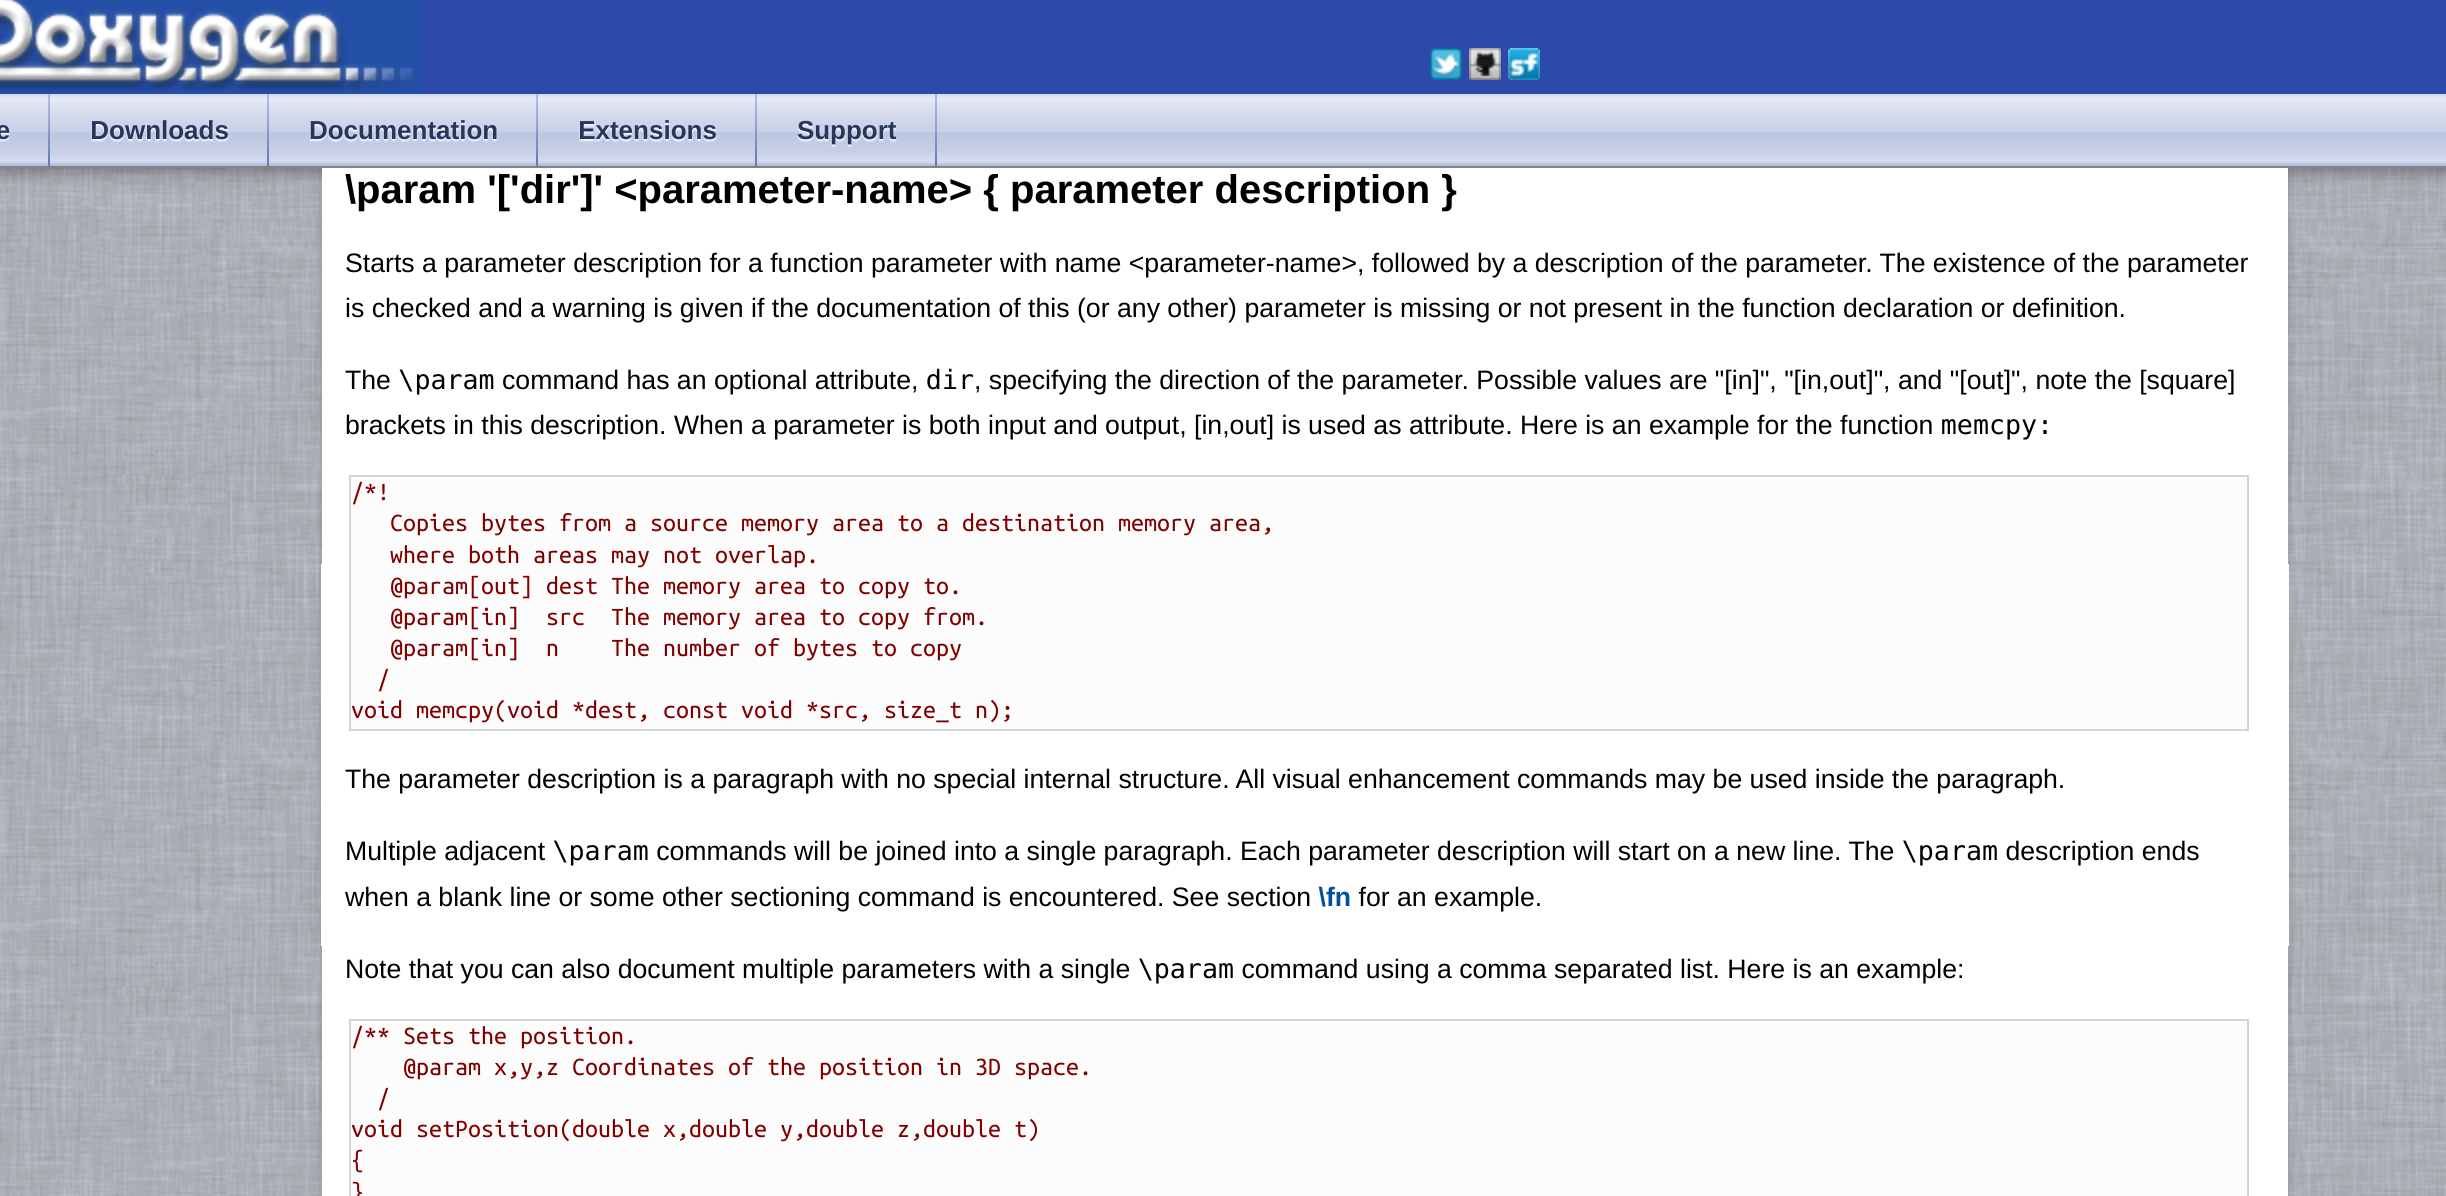 Doxygen
e Downloads Documentation Extensions Support
\param '['dir']' <parameter-name> { parameter description }
Starts a parameter description for a function parameter with name <parameter-name>, followed by a description of the parameter. The existence of the parameter
is checked and a warning is given if the documentation of this (or any other) parameter is missing or not present in the function declaration or definition.
The \param command has an optional attribute, dir, specifying the direction of the parameter. Possible values are "[in]", "[in,out]", and "[out]", note the [square]
brackets in this description. When a parameter is both input and output, [in,out] is used as attribute. Here is an example for the function memcpy:
/*!
   Copies bytes from a source memory area to a destination memory area,
   where both areas may not overlap.
   @param[out] dest The memory area to copy to.
   @param[in]  src  The memory area to copy from.
   @param[in]  n    The number of bytes to copy
  /
void memcpy(void *dest, const void *src, size_t n);
The parameter description is a paragraph with no special internal structure. All visual enhancement commands may be used inside the paragraph.
Multiple adjacent \param commands will be joined into a single paragraph. Each parameter description will start on a new line. The \param description ends
when a blank line or some other sectioning command is encountered. See section \fn for an example.
Note that you can also document multiple parameters with a single \param command using a comma separated list. Here is an example:
/** Sets the position.
    @param x,y,z Coordinates of the position in 3D space.
  /
void setPosition(double x,double y,double z,double t)
{
}